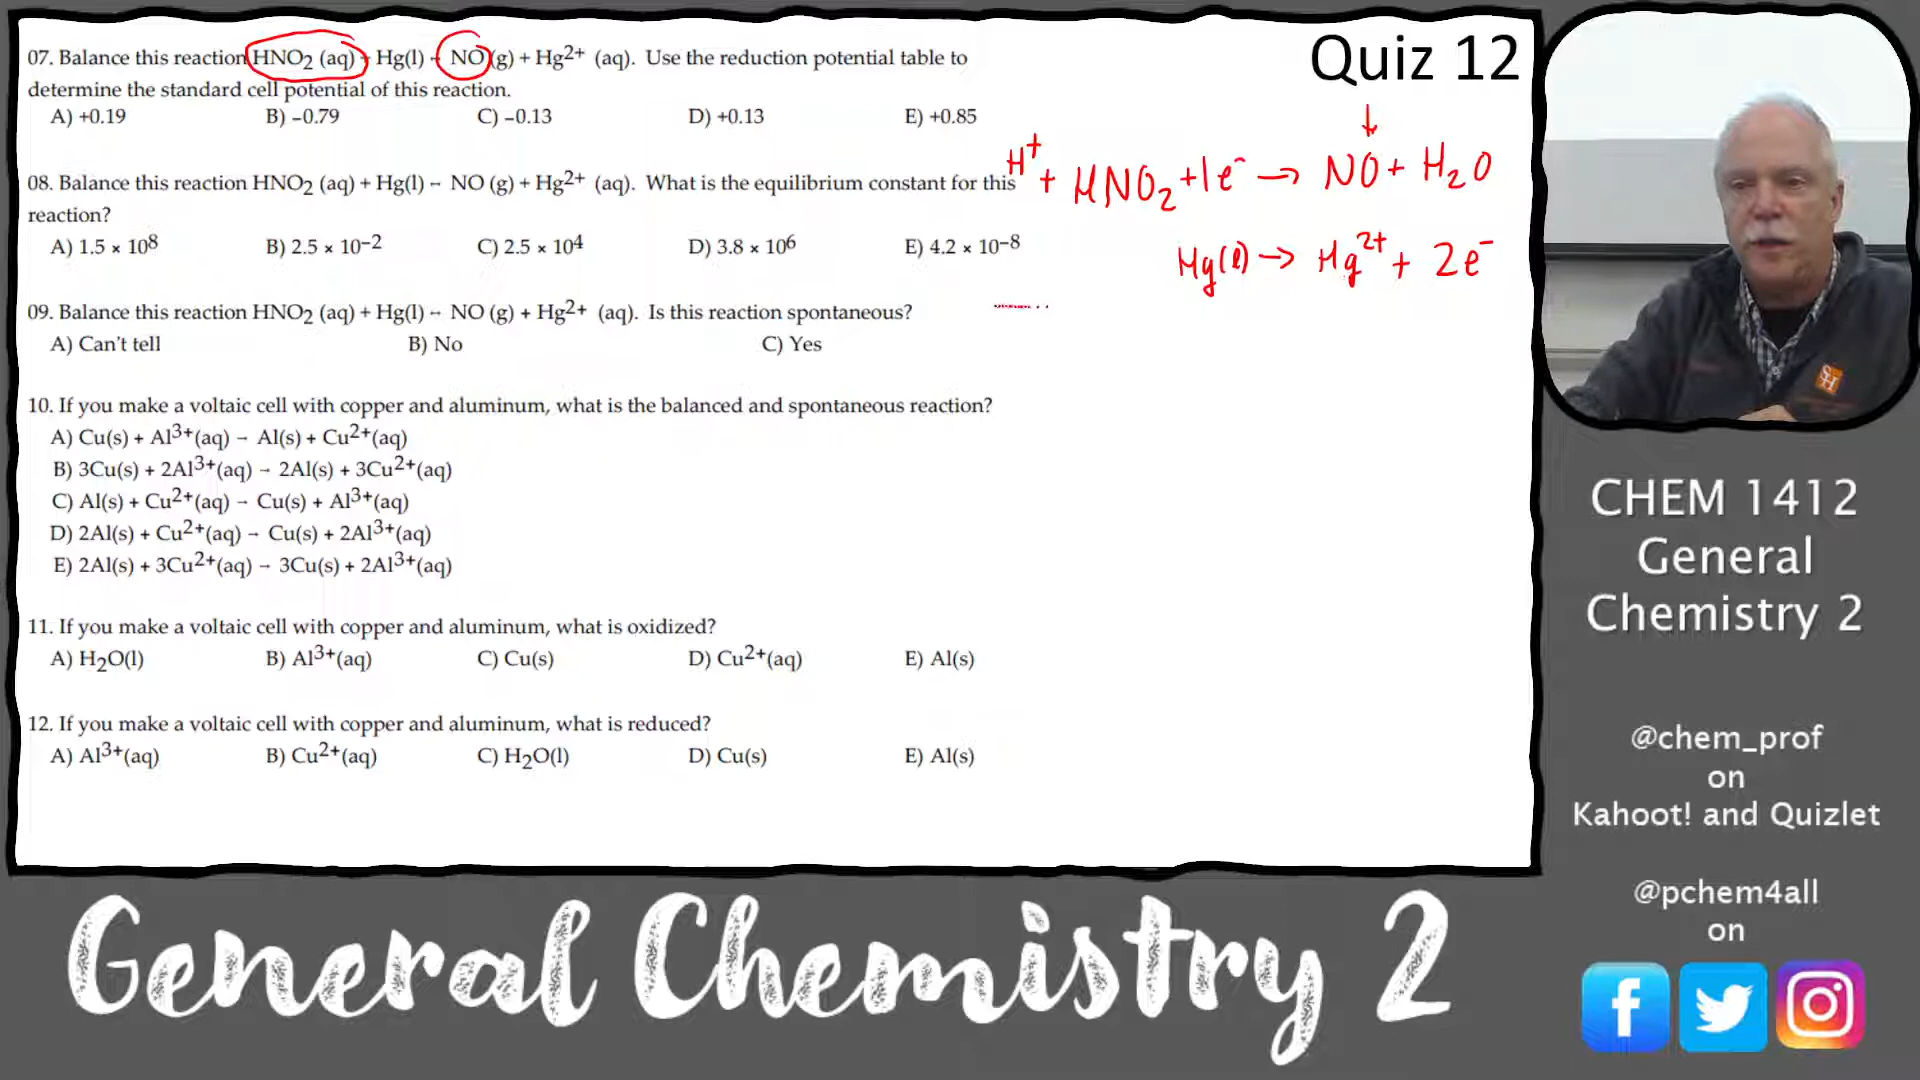 07. Balance this reaction HNO2 (aq) + Hg(l) → NO (g) + Hg2+ (aq). Use the reduction potential table to
determine the standard cell potential of this reaction.
A) +0.19 B) −0.79 C) −0.13 D) +0.13 E) +0.85
08. Balance this reaction HNO2 (aq) + Hg(l) → NO (g) + Hg2+ (aq). What is the equilibrium constant for this
reaction?
A) 1.5 × 10^8 B) 2.5 × 10^−2 C) 2.5 × 10^4 D) 3.8 × 10^6 E) 4.2 × 10^−8
09. Balance this reaction HNO2 (aq) + Hg(l) → NO (g) + Hg2+ (aq). Is this reaction spontaneous?
A) Can't tell B) No C) Yes
10. If you make a voltaic cell with copper and aluminum, what is the balanced and spontaneous reaction?
A) Cu(s) + Al3+(aq) → Al(s) + Cu2+(aq)
B) 3Cu(s) + 2Al3+(aq) → 2Al(s) + 3Cu2+(aq)
C) Al(s) + Cu2+(aq) → Cu(s) + Al3+(aq)
D) 2Al(s) + Cu2+(aq) → Cu(s) + 2Al3+(aq)
E) 2Al(s) + 3Cu2+(aq) → 3Cu(s) + 2Al3+(aq)
11. If you make a voltaic cell with copper and aluminum, what is oxidized?
A) H2O(l) B) Al3+(aq) C) Cu(s) D) Cu2+(aq) E) Al(s)
12. If you make a voltaic cell with copper and aluminum, what is reduced?
A) Al3+(aq) B) Cu2+(aq) C) H2O(l) D) Cu(s) E) Al(s)
Quiz 12
H+ + HNO2 + 1e− → NO + H2O
Hg(l) → Hg2+ + 2e−
SH
CHEM 1412
General
Chemistry 2
@chem_prof
on
Kahoot! and Quizlet
@pchem4all
on
General Chemistry 2